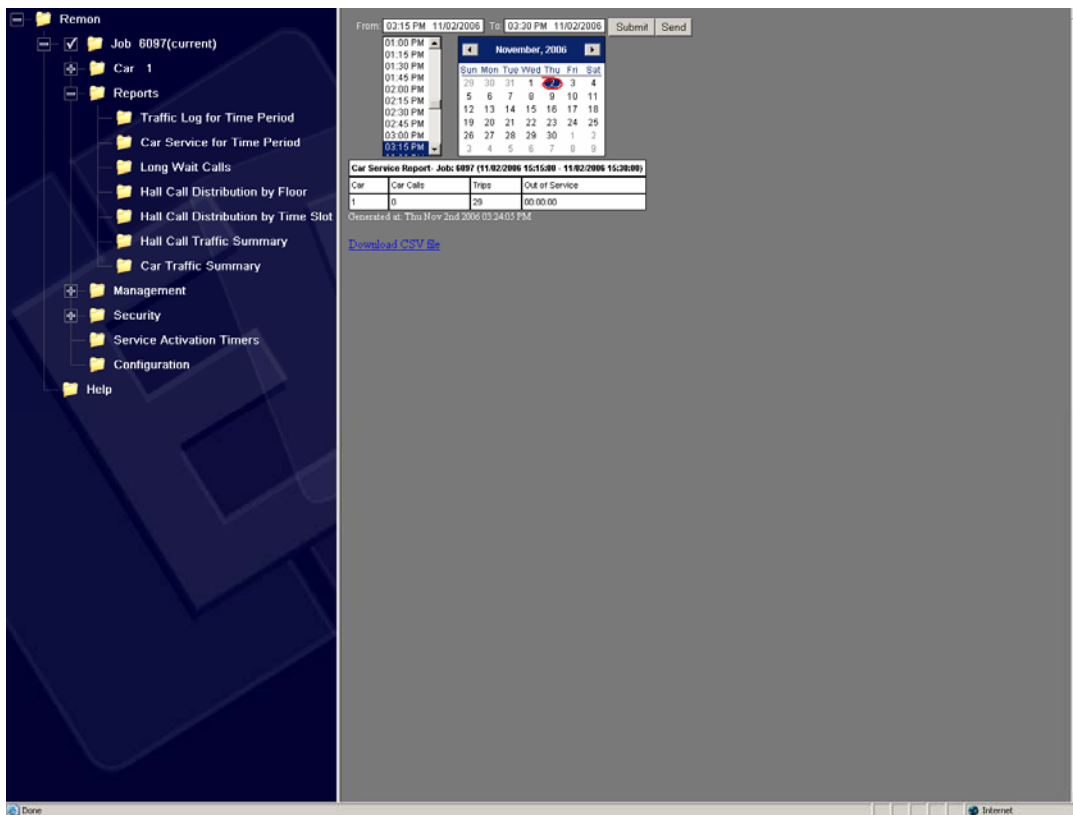 Remon
Job 6097(current)
Car 1
Reports
Traffic Log for Time Period
Car Service for Time Period
Long Wait Calls
Hall Call Distribution by Floor
Hall Call Distribution by Time Slot
Hall Call Traffic Summary
Car Traffic Summary
Management
Security
Service Activation Timers
Configuration
Help
From: 03:15 PM 11/02/2006 To: 03:30 PM 11/02/2006 Submit Send
01:00 PM
01:15 PM
01:30 PM
01:45 PM
02:00 PM
02:15 PM
02:30 PM
02:45 PM
03:00 PM
03:15 PM
November, 2006
Sun Mon Tue Wed Thu Fri Sat
29 30 31 1 2 3 4
5 6 7 8 9 10 11
12 13 14 15 16 17 18
19 20 21 22 23 24 25
26 27 28 29 30 1 2
3 4 5 6 7 8 9
Car Service Report- Job: 6097 (11/02/2006 15:15:00 - 11/02/2006 15:30:00)
Car Car Calls Trips Out of Service
1 0 29 00:00:00
Generated at: Thu Nov 2nd 2006 03:24:05 PM
Download CSV file
Done
Internet